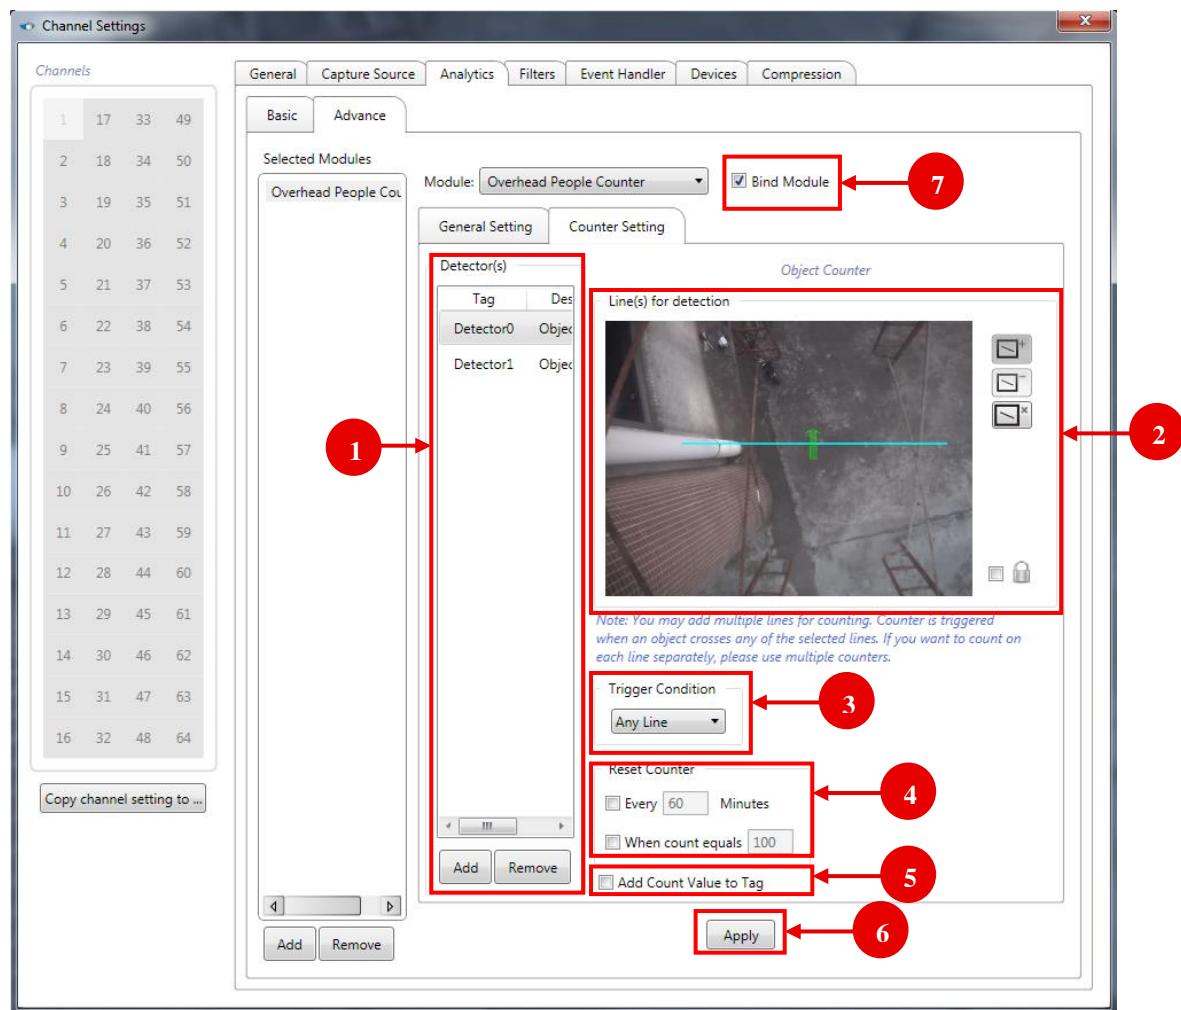 Channel Settings
x
Channels
General Capture Source Analytics Filters Event Handler Devices Compression
Basic Advance
1 17 33 49
2 18 34 50
3 19 35 51
4 20 36 52
5 21 37 53
6 22 38 54
7 23 39 55
8 24 40 56
9 25 41 57
10 26 42 58
11 27 43 59
12 28 44 60
13 29 45 61
14 30 46 62
15 31 47 63
16 32 48 64
Copy channel setting to ...
Selected Modules
Overhead People Cou
Add Remove
Module: Overhead People Counter Bind Module
7
General Setting Counter Setting
Detector(s)
Tag Des
Detector0 Objec
Detector1 Objec
Add Remove
1
Object Counter
Line(s) for detection
2
Note: You may add multiple lines for counting. Counter is triggered
when an object crosses any of the selected lines. If you want to count on
each line separately, please use multiple counters.
Trigger Condition
Any Line
3
Reset Counter
Every 60 Minutes
When count equals 100
4
Add Count Value to Tag
5
Apply
6